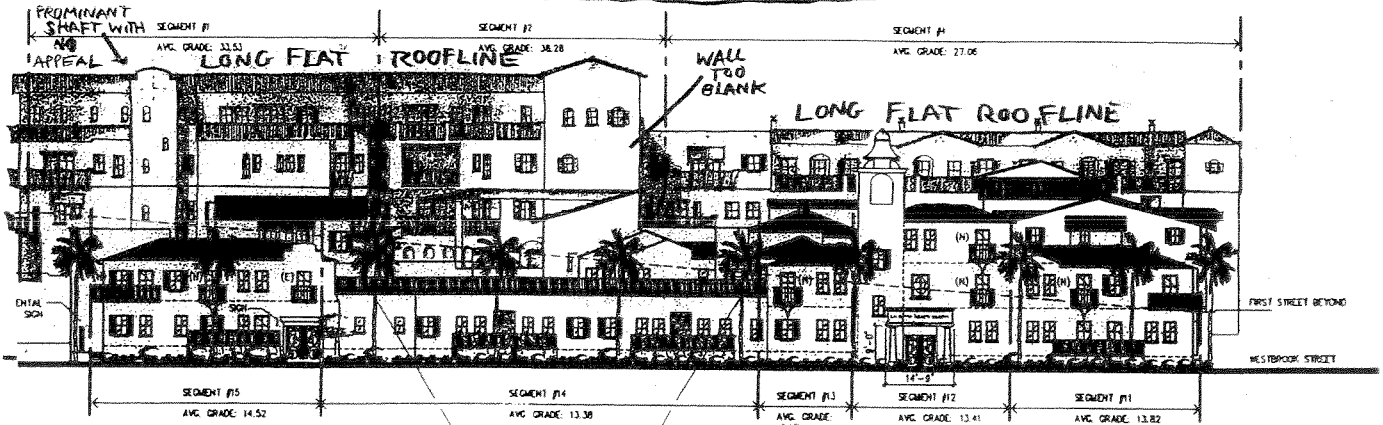 PROMINANT
SHAFT WITH
NO
APPEAL
SEGMENT #1
AVG. GRADE: 33.53
SEGMENT #2
AVG. GRADE: 38.28
SEGMENT #4
AVG. GRADE: 27.06
LONG FLAT ROOFLINE
WALL
TOO
BLANK
LONG FLAT ROOFLINE
(N)
(E)
(N)
(N)
(N)
(N)
SIGN
SIGN
FIRST STREET BEYOND
WESTBROOK STREET
14'-9"
SEGMENT #15
AVG. GRADE: 14.52
SEGMENT #14
AVG. GRADE: 13.38
SEGMENT #13
AVG. GRADE:
SEGMENT #12
AVG. GRADE: 13.41
SEGMENT #11
AVG. GRADE: 13.82